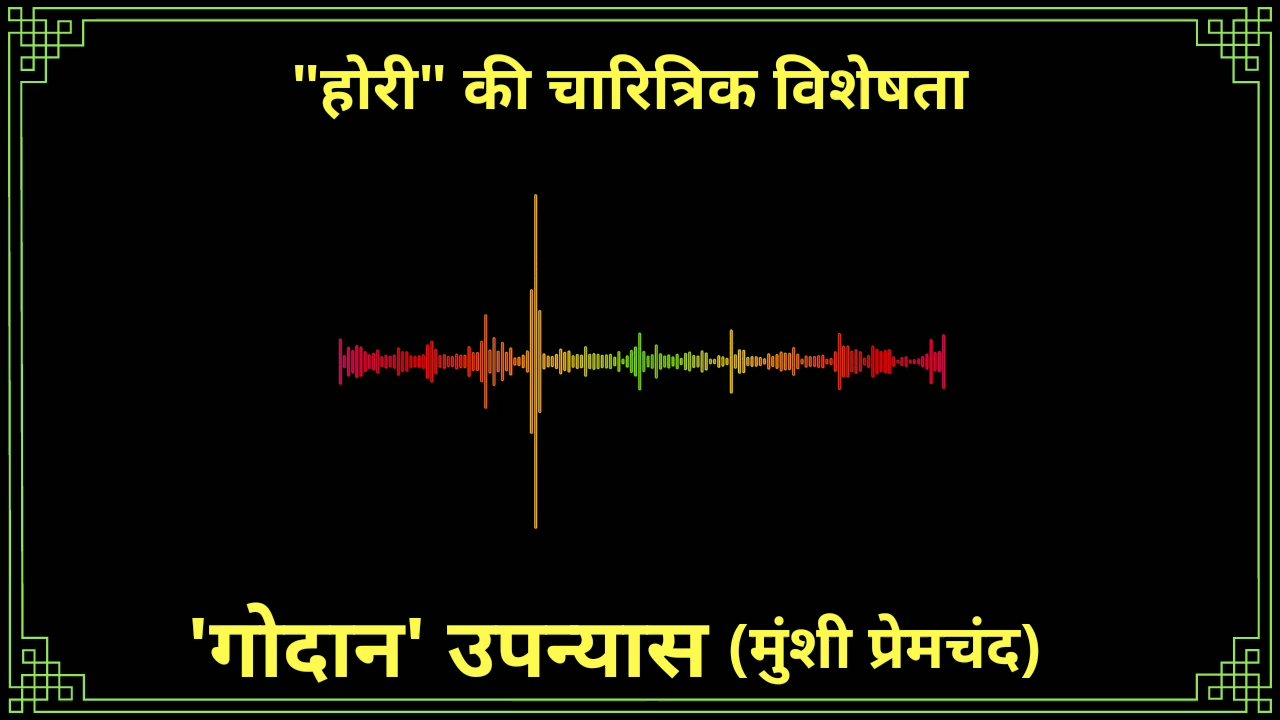 "होरी" की चारित्रिक विशेषता
'गोदान' उपन्यास (मुंशी प्रेमचंद)